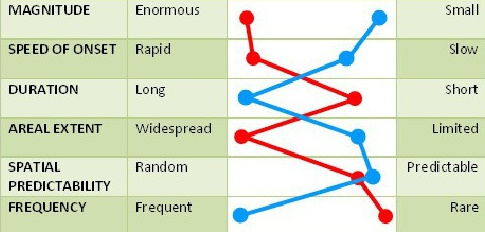 MAGNITUDE Enormous Small
SPEED OF ONSET Rapid Slow
DURATION Long Short
AREAL EXTENT Widespread Limited
SPATIAL PREDICTABILITY Random Predictable
FREQUENCY Frequent Rare